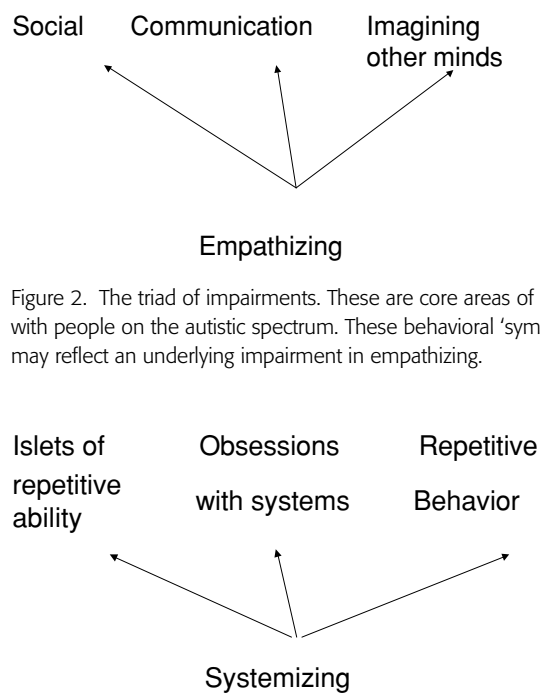 Social Communication Imagining
other minds
Empathizing
Figure 2. The triad of impairments. These are core areas of
with people on the autistic spectrum. These behavioral ‘sym
may reflect an underlying impairment in empathizing.
Islets of Obsessions Repetitive
repetitive with systems Behavior
ability
Systemizing